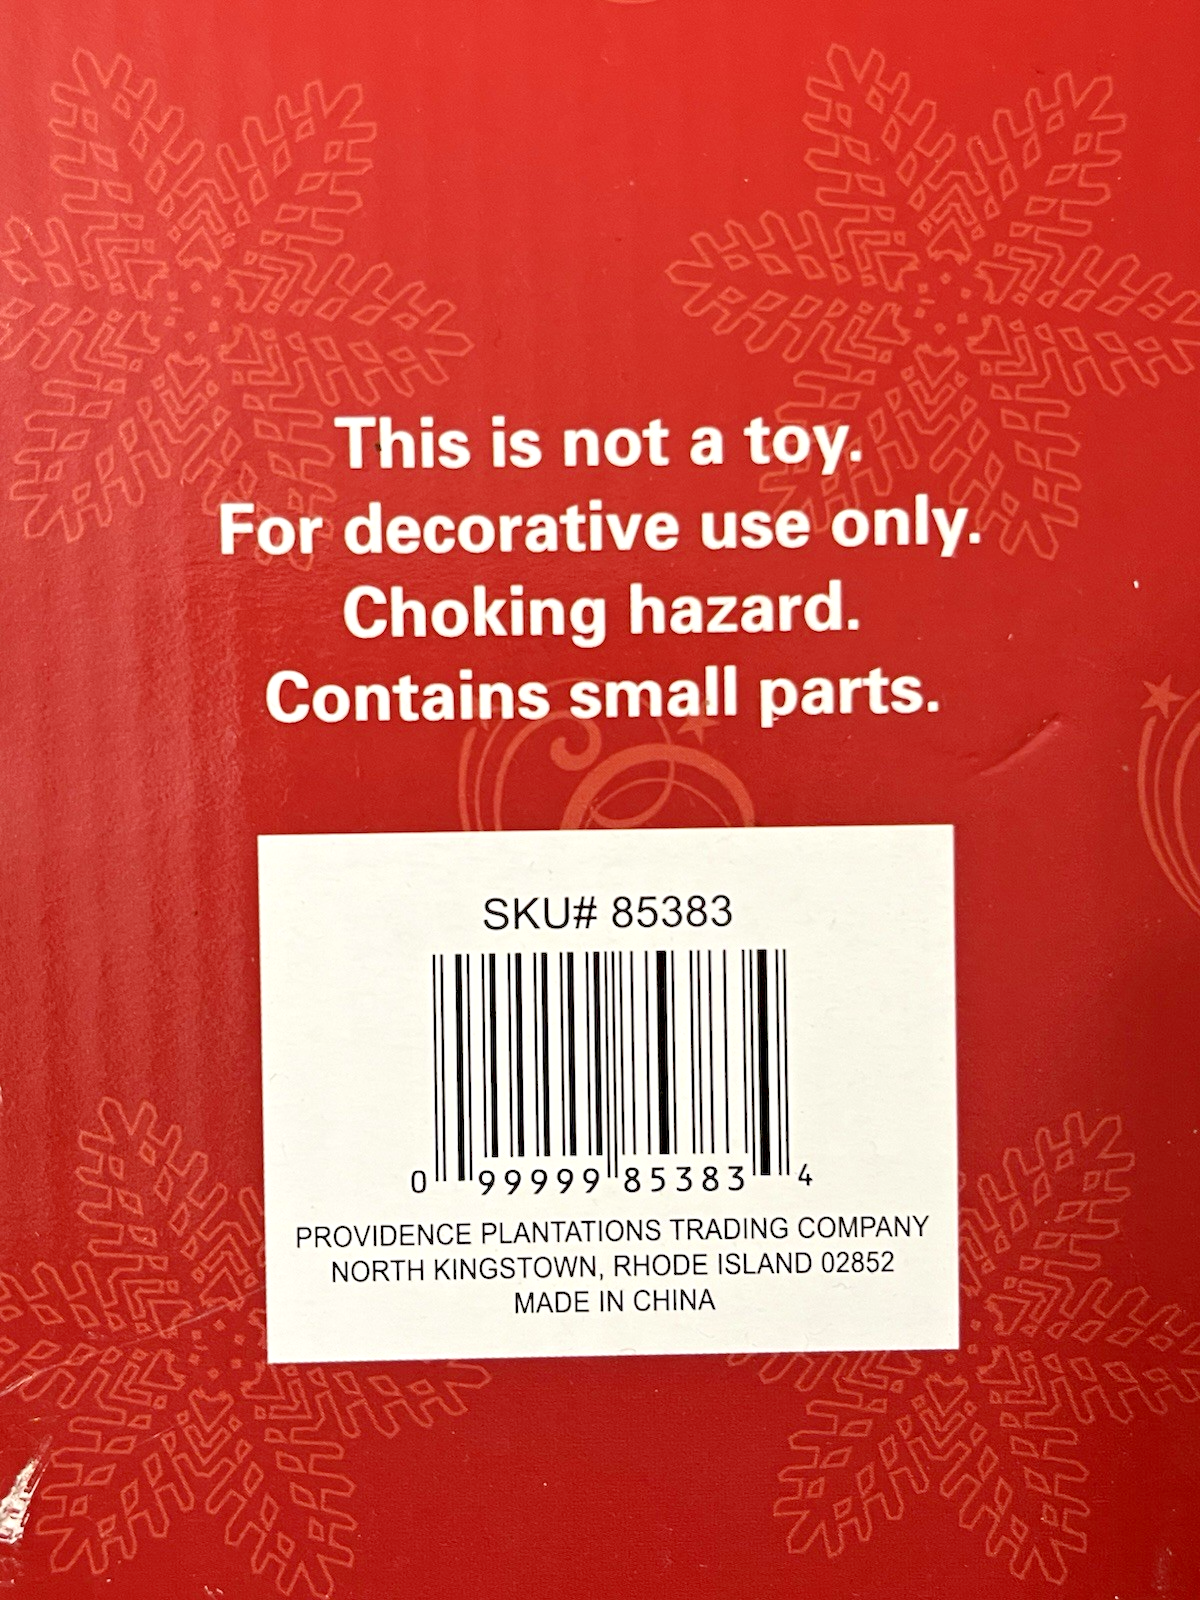 This is not a toy.
For decorative use only.
Choking hazard.
Contains small parts.
SKU# 85383
0 99999 85383 4
PROVIDENCE PLANTATIONS TRADING COMPANY
NORTH KINGSTOWN, RHODE ISLAND 02852
MADE IN CHINA